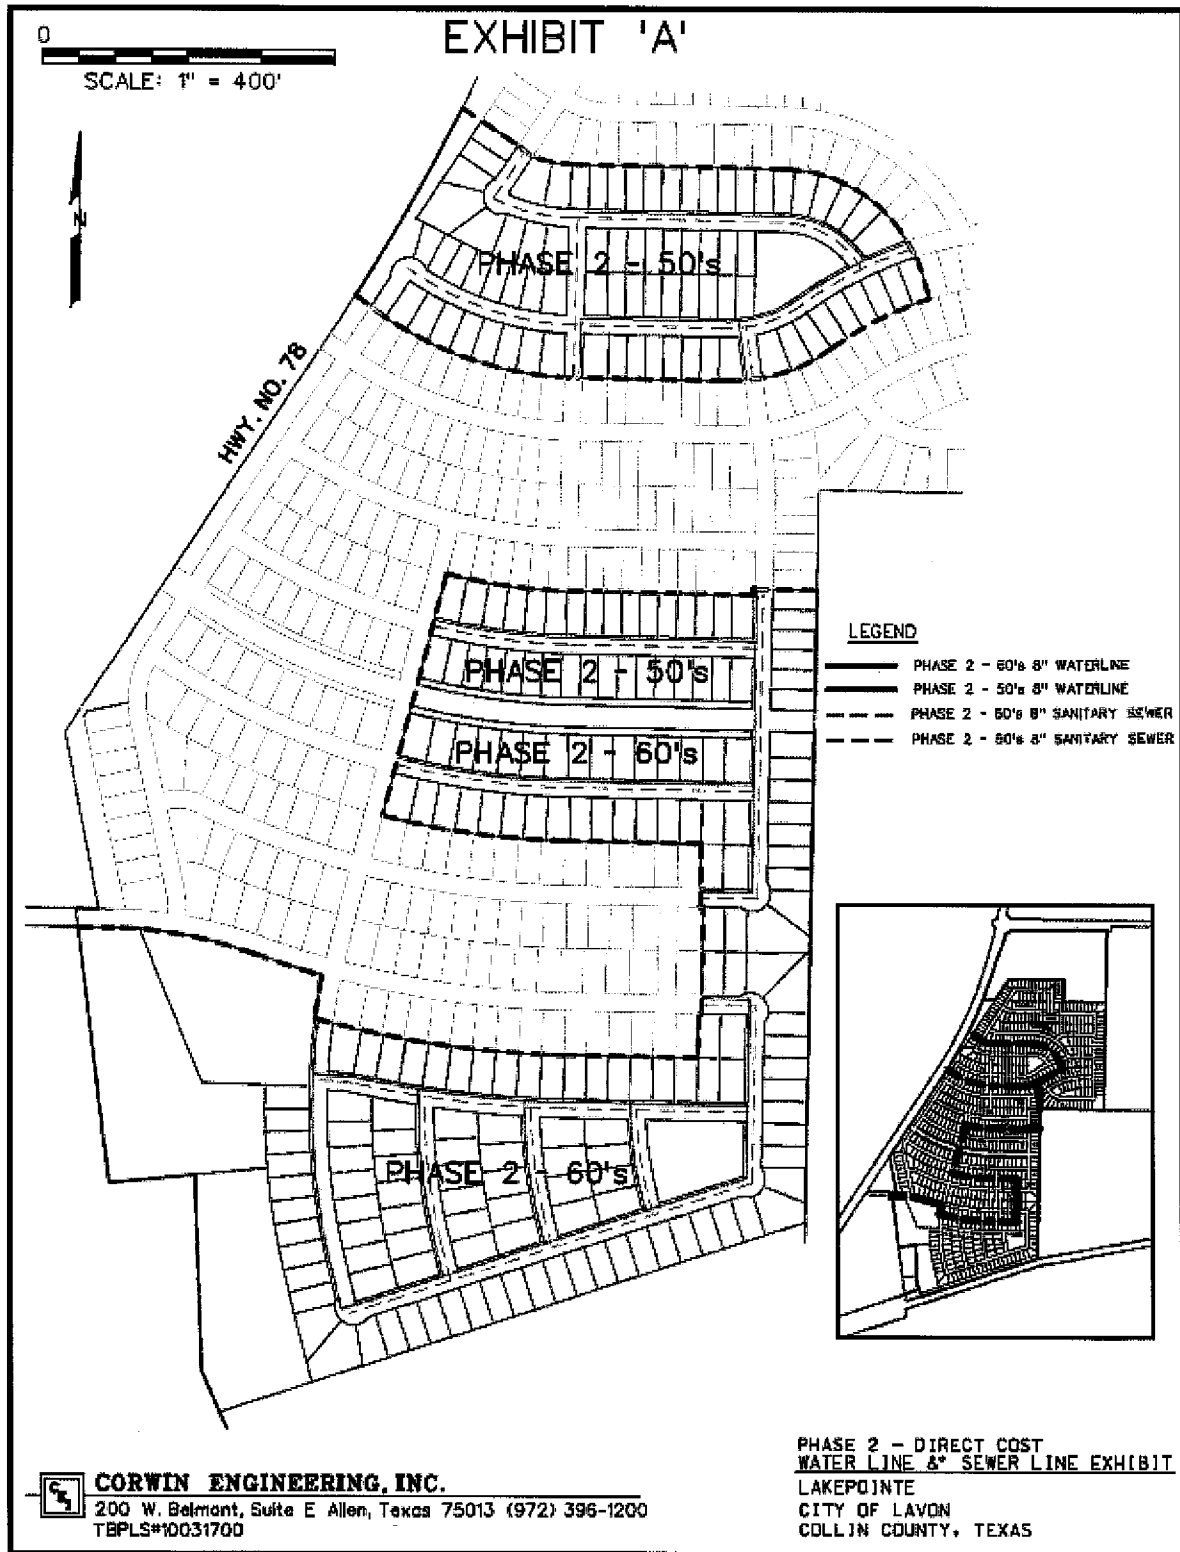 EXHIBIT 'A'
0
SCALE: 1" = 400'
N
HWY. NO. 78
PHASE 2 - 50's
PHASE 2 - 50's
PHASE 2 - 60's
PHASE 2 - 60's
LEGEND
PHASE 2 - 60's 8" WATERLINE
PHASE 2 - 50's 8" WATERLINE
PHASE 2 - 60's 8" SANITARY SEWER
PHASE 2 - 50's 8" SANITARY SEWER
CEI
CORWIN ENGINEERING, INC.
200 W. Belmont, Suite E Allen, Texas 75013 (972) 396-1200
TBPLS#10031700
PHASE 2 - DIRECT COST
WATER LINE & SEWER LINE EXHIBIT
LAKEPOINTE
CITY OF LAVON
COLLIN COUNTY, TEXAS